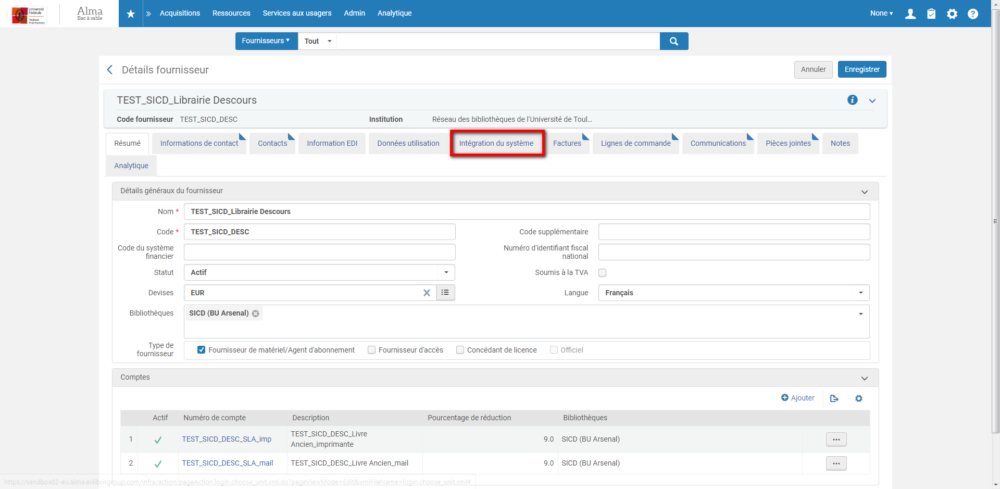 Université
Fédérale
Toulouse
Midi-Pyrénées
Alma
Bac à sable
Acquisitions Ressources Services aux usagers Admin Analytique None
Fournisseurs Tout
Détails fournisseur Annuler Enregistrer
TEST_SICD_Librairie Descours
Code fournisseur TEST_SICD_DESC Institution Réseau des bibliothèques de l'Université de Toul...
Résumé Informations de contact Contacts Information EDI Données utilisation Intégration du système Factures Lignes de commande Communications Pièces jointes Notes
Analytique
Détails généraux du fournisseur
Nom * TEST_SICD_Librairie Descours
Code * TEST_SICD_DESC Code supplémentaire
Code du système financier Numéro d'identifiant fiscal national
Statut Actif Soumis à la TVA
Devises EUR Langue Français
Bibliothèques SICD (BU Arsenal)
Type de fournisseur Fournisseur de matériel/Agent d'abonnement Fournisseur d'accès Concédant de licence Officiel
Comptes
Ajouter
Actif Numéro de compte Description Pourcentage de réduction Bibliothèques
1 TEST_SICD_DESC_SLA_imp TEST_SICD_DESC_Livre Ancien_imprimante 9.0 SICD (BU Arsenal) ...
2 TEST_SICD_DESC_SLA_mail TEST_SICD_DESC_Livre Ancien_mail 9.0 SICD (BU Arsenal) ...
https://sandbox02-eu.alma.exlibrisgroup.com/infra/action/pageAction.login.choose_unit.xml.do?pageViewMode=Edit&xmlFileName=login.choose_unit.xml#